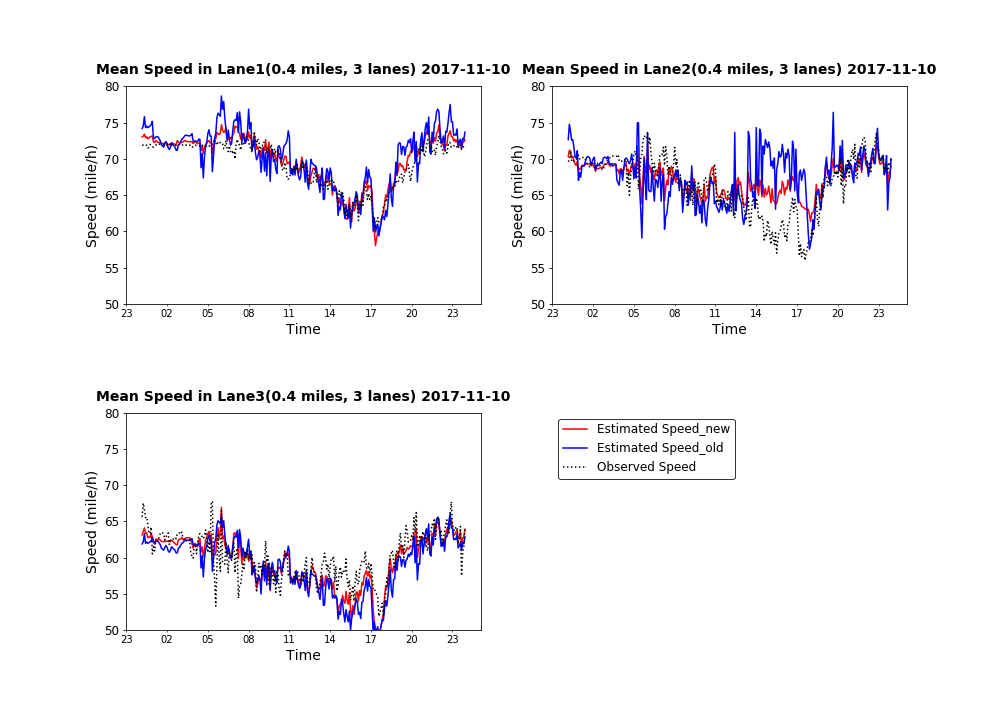 Mean Speed in Lane1(0.4 miles, 3 lanes) 2017-11-10
80
75
70
65
60
55
50
Speed (mile/h)
23 02 05 08 11 14 17 20 23
Time
Mean Speed in Lane2(0.4 miles, 3 lanes) 2017-11-10
80
75
70
65
60
55
50
Speed (mile/h)
23 02 05 08 11 14 17 20 23
Time
Mean Speed in Lane3(0.4 miles, 3 lanes) 2017-11-10
80
75
70
65
60
55
50
Speed (mile/h)
23 02 05 08 11 14 17 20 23
Time
Estimated Speed_new
Estimated Speed_old
Observed Speed